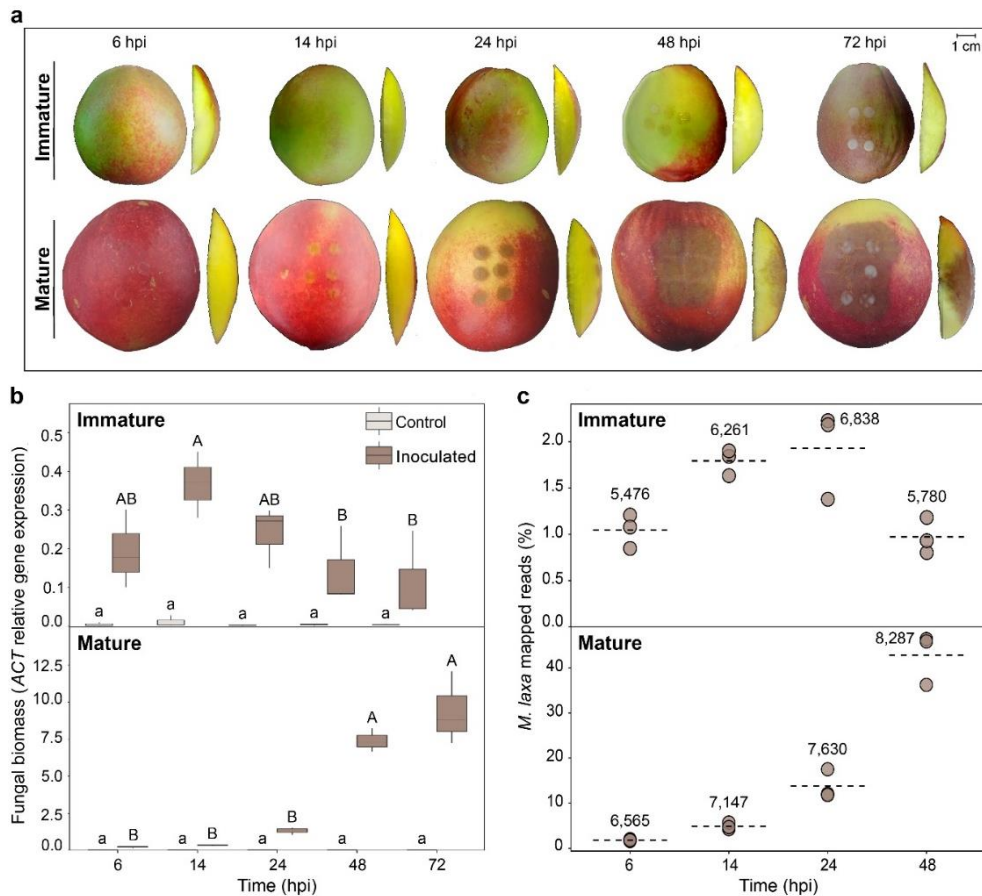 a
6 hpi 14 hpi 24 hpi 48 hpi 72 hpi 1 cm
Immature
Mature
b
Immature
Control
Inoculated
Fungal biomass (ACT relative gene expression)
0.5
0.4
0.3
0.2
0.1
0.0
AB A AB B B
a a a a a
Mature
12.5
10.0
7.5
5.0
2.5
0.0
a B a B a B a A a A
6 14 24 48 72
Time (hpi)
c
Immature
M. laxa mapped reads (%)
2.0
1.5
1.0
0.5
0.0
5,476 6,261 6,838 5,780
Mature
40
30
20
10
0
6,565 7,147 7,630 8,287
6 14 24 48
Time (hpi)